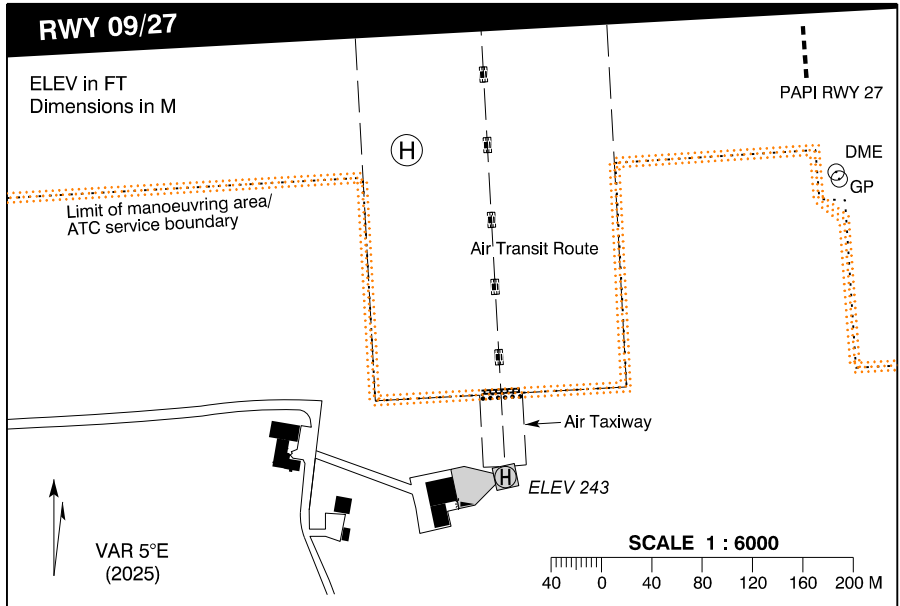 RWY 09/27
ELEV in FT
Dimensions in M
PAPI RWY 27
H
DME
GP
Limit of manoeuvring area/
ATC service boundary
Air Transit Route
Air Taxiway
H
ELEV 243
VAR 5°E
(2025)
SCALE 1 : 6000
40 0 40 80 120 160 200 M